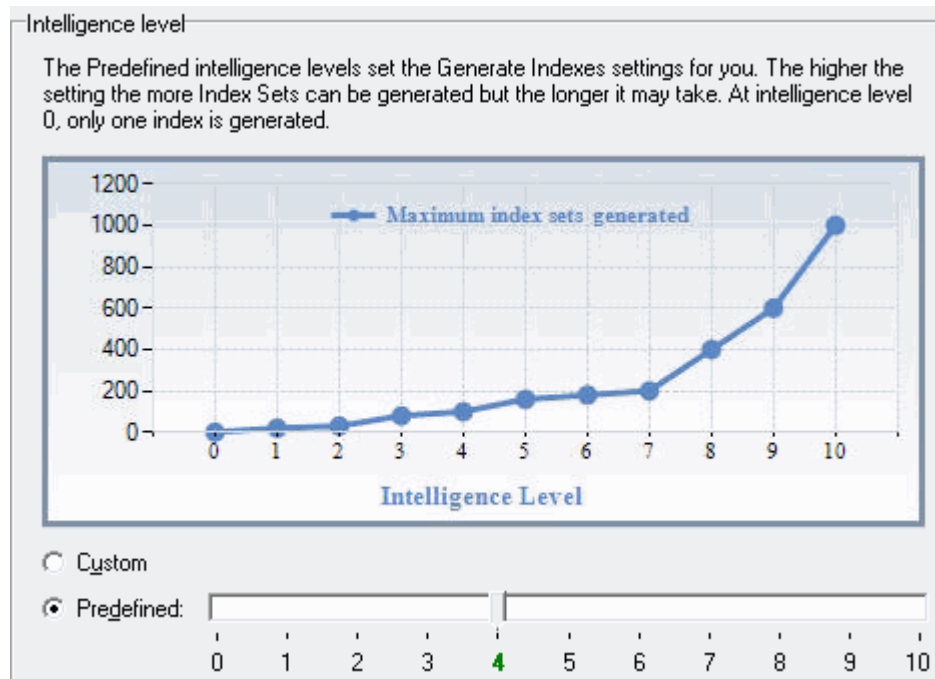 Intelligence level
The Predefined intelligence levels set the Generate Indexes settings for you. The higher the
setting the more Index Sets can be generated but the longer it may take. At intelligence level
0, only one index is generated.
1200
Maximum index sets generated
1000
800
600
400
200
0
0 1 2 3 4 5 6 7 8 9 10
Intelligence Level
Custom
Predefined:
0 1 2 3 4 5 6 7 8 9 10